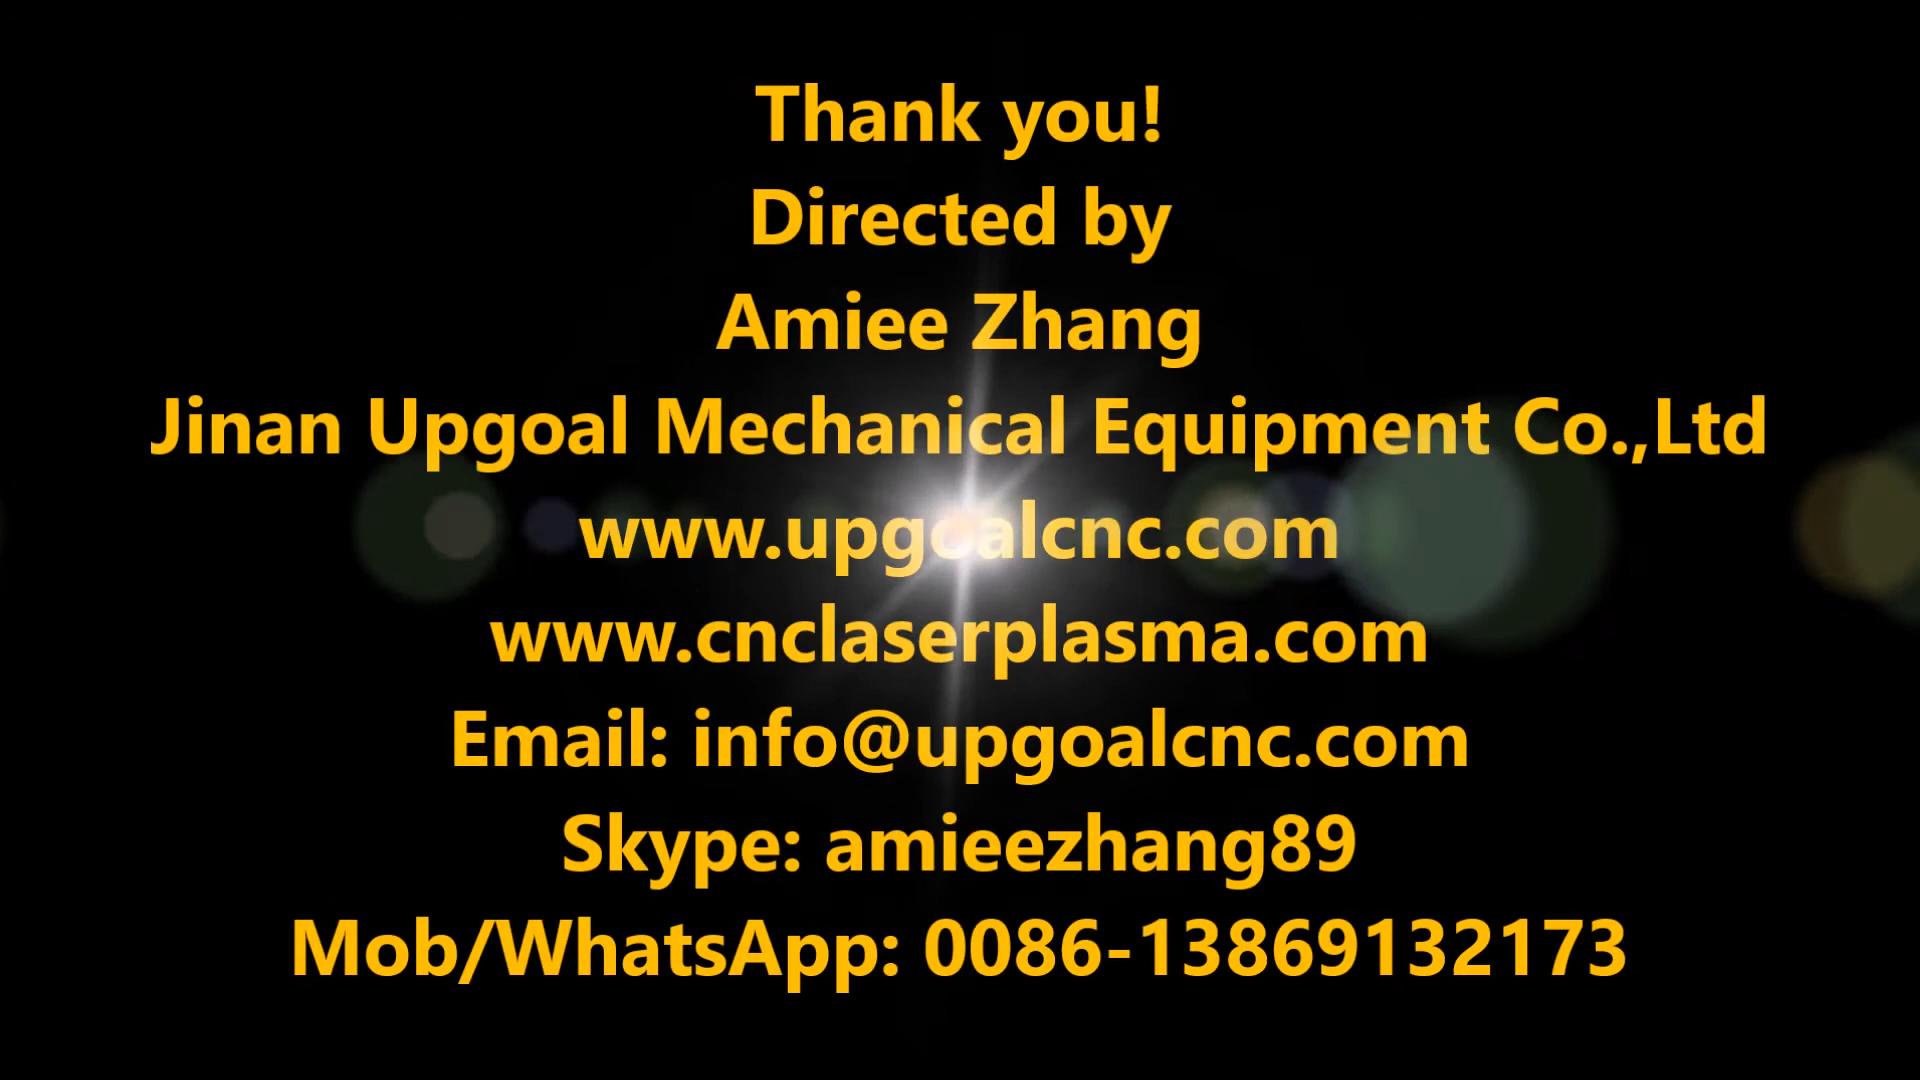 Thank you!
Directed by
Amiee Zhang
Jinan Upgoal Mechanical Equipment Co.,Ltd
www.upgoalcnc.com
www.cnclaserplasma.com
Email: info@upgoalcnc.com
Skype: amieezhang89
Mob/WhatsApp: 0086-13869132173